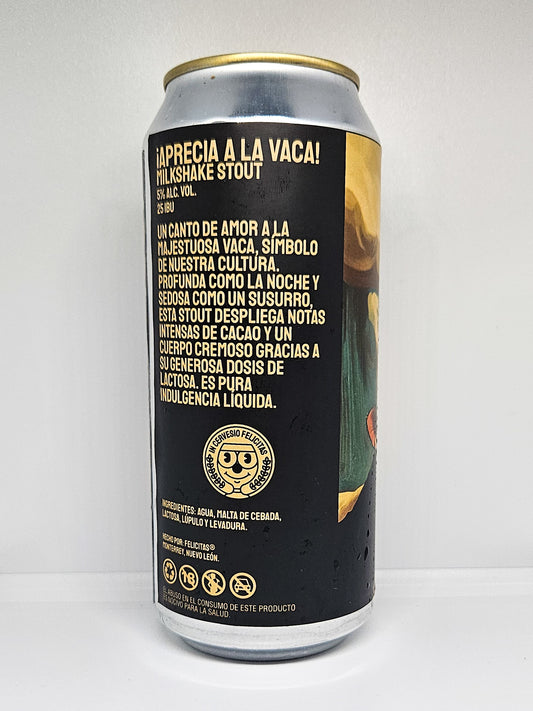 ¡APRECIA A LA VACA!
MILKSHAKE STOUT
5% ALC. VOL.
25 IBU
UN CANTO DE AMOR A LA
MAJESTUOSA VACA, SÍMBOLO
DE NUESTRA CULTURA.
PROFUNDA COMO LA NOCHE Y
SEDOSA COMO UN SUSURRO,
ESTA STOUT DESPLIEGA NOTAS
INTENSAS DE CACAO Y UN
CUERPO CREMOSO GRACIAS A
SU GENEROSA DOSIS DE
LACTOSA. ES PURA
INDULGENCIA LÍQUIDA.
IN CERVESIO FELICITAS
INGREDIENTES: AGUA, MALTA DE CEBADA,
LACTOSA, LÚPULO Y LEVADURA.
HECHO POR: FELICITAS®
MONTERREY, NUEVO LEÓN.
18
EL ABUSO EN EL CONSUMO DE ESTE PRODUCTO
ES NOCIVO PARA LA SALUD.